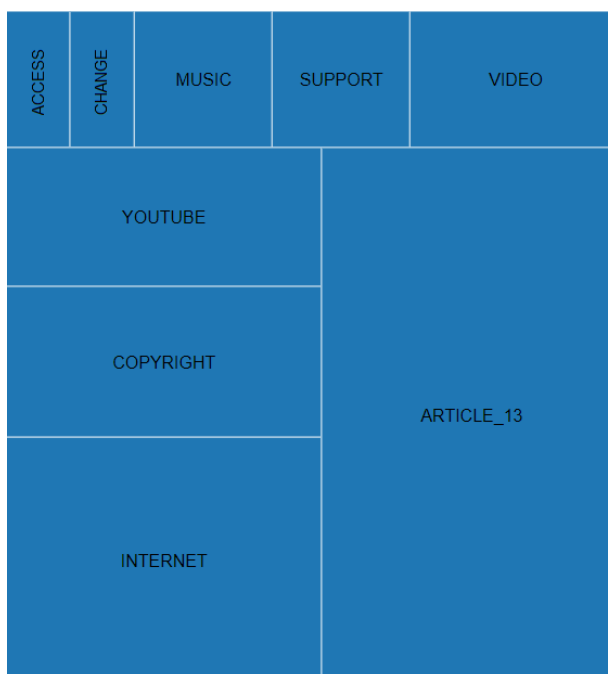 ACCESS
CHANGE
MUSIC
SUPPORT
VIDEO
YOUTUBE
COPYRIGHT
ARTICLE_13
INTERNET